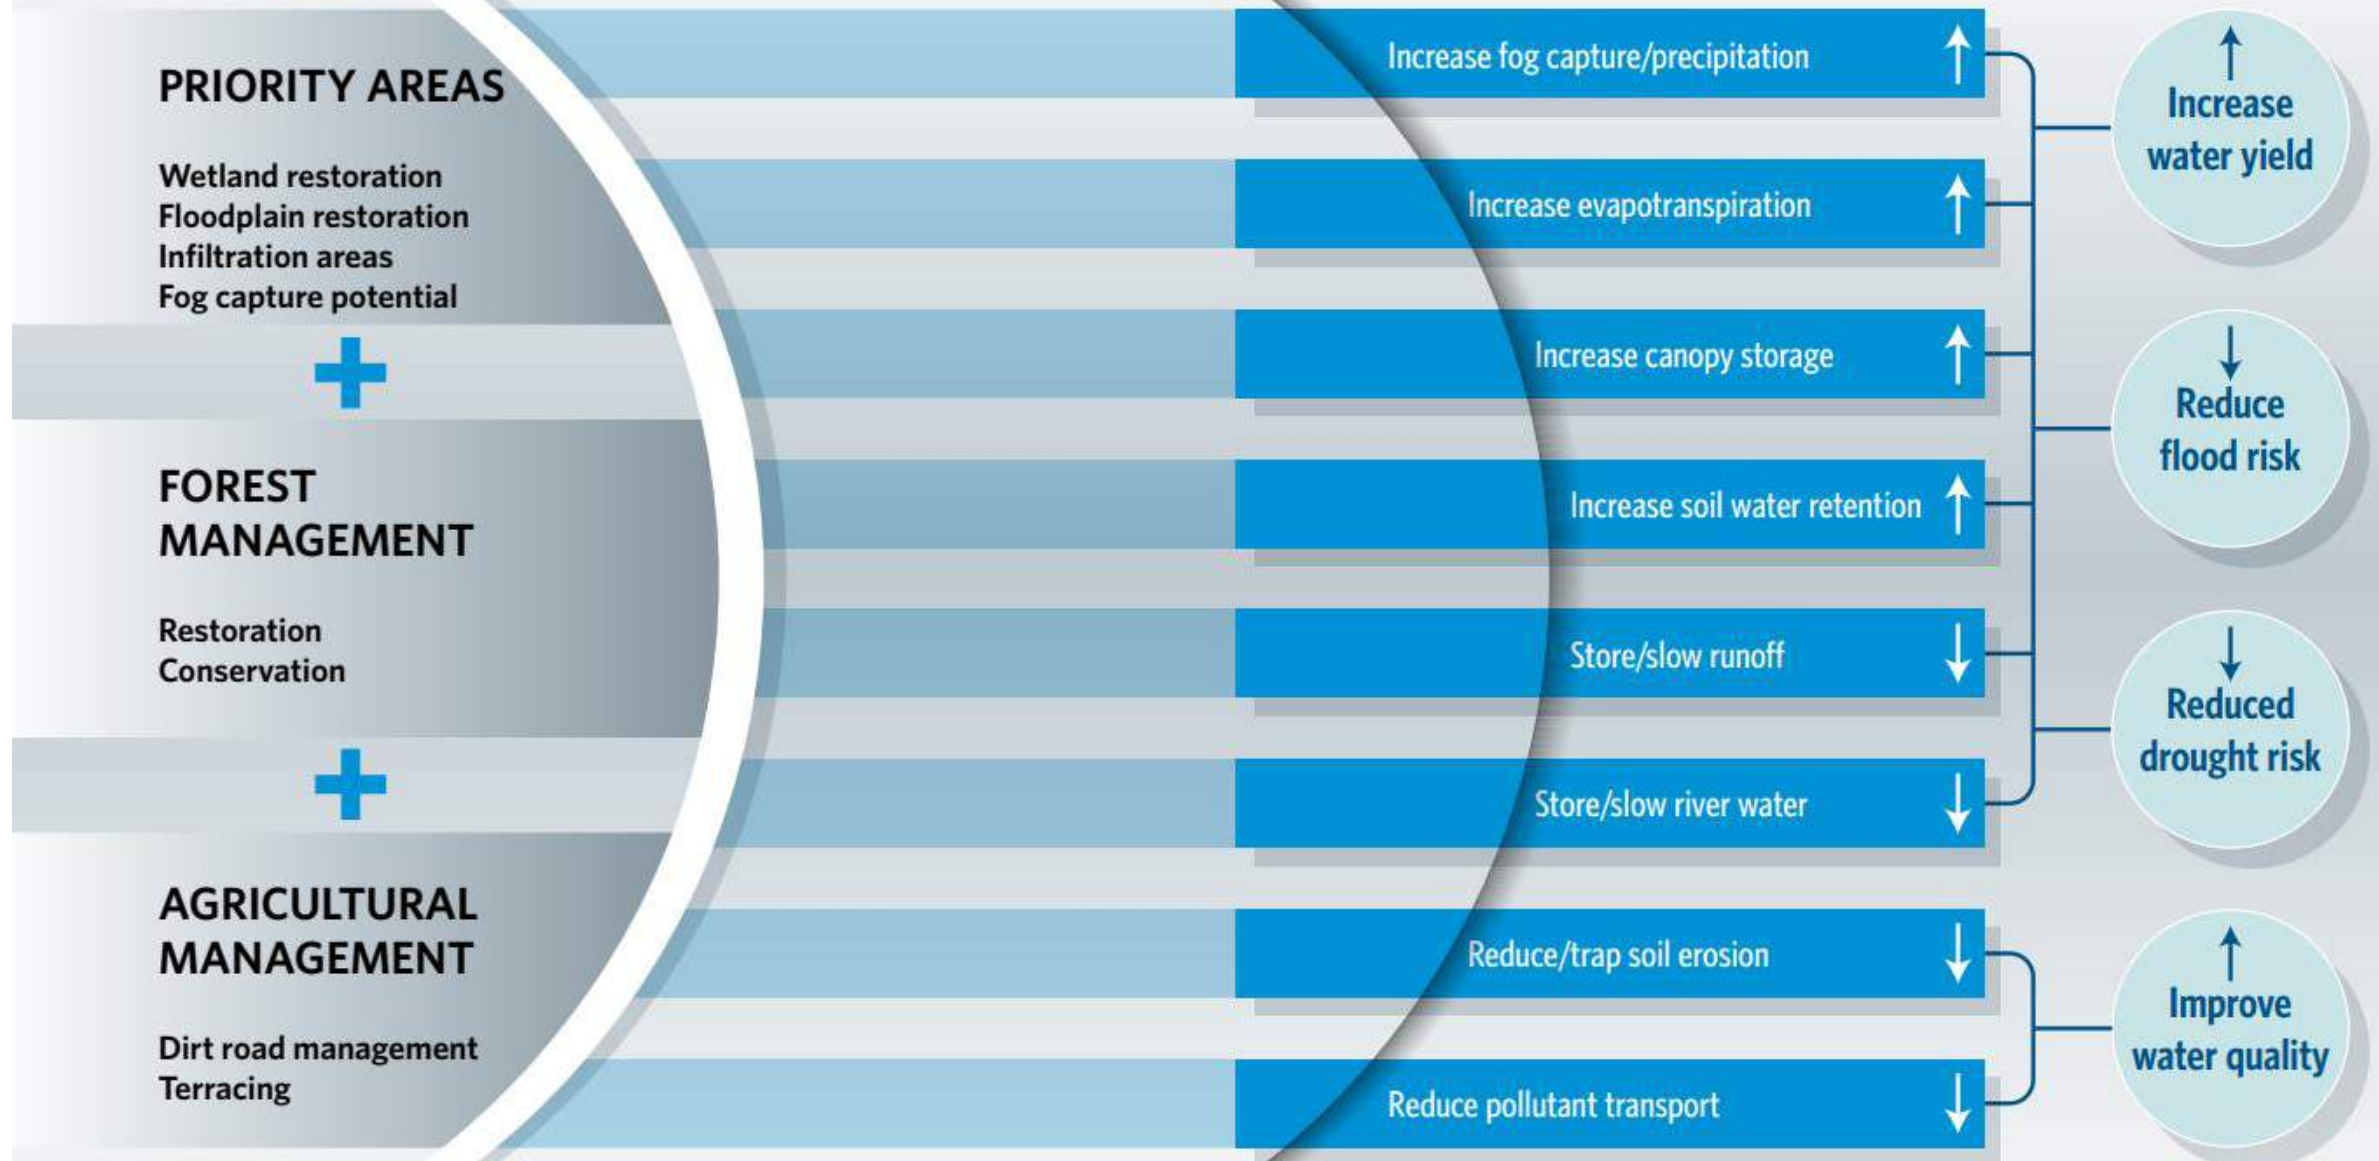 PRIORITY AREAS
Wetland restoration
Floodplain restoration
Infiltration areas
Fog capture potential
FOREST
MANAGEMENT
Restoration
Conservation
AGRICULTURAL
MANAGEMENT
Dirt road management
Terracing
Increase fog capture/precipitation
Increase evapotranspiration
Increase canopy storage
Increase soil water retention
Store/slow runoff
Store/slow river water
Reduce/trap soil erosion
Reduce pollutant transport
Increase
water yield
Reduce
flood risk
Reduced
drought risk
Improve
water quality